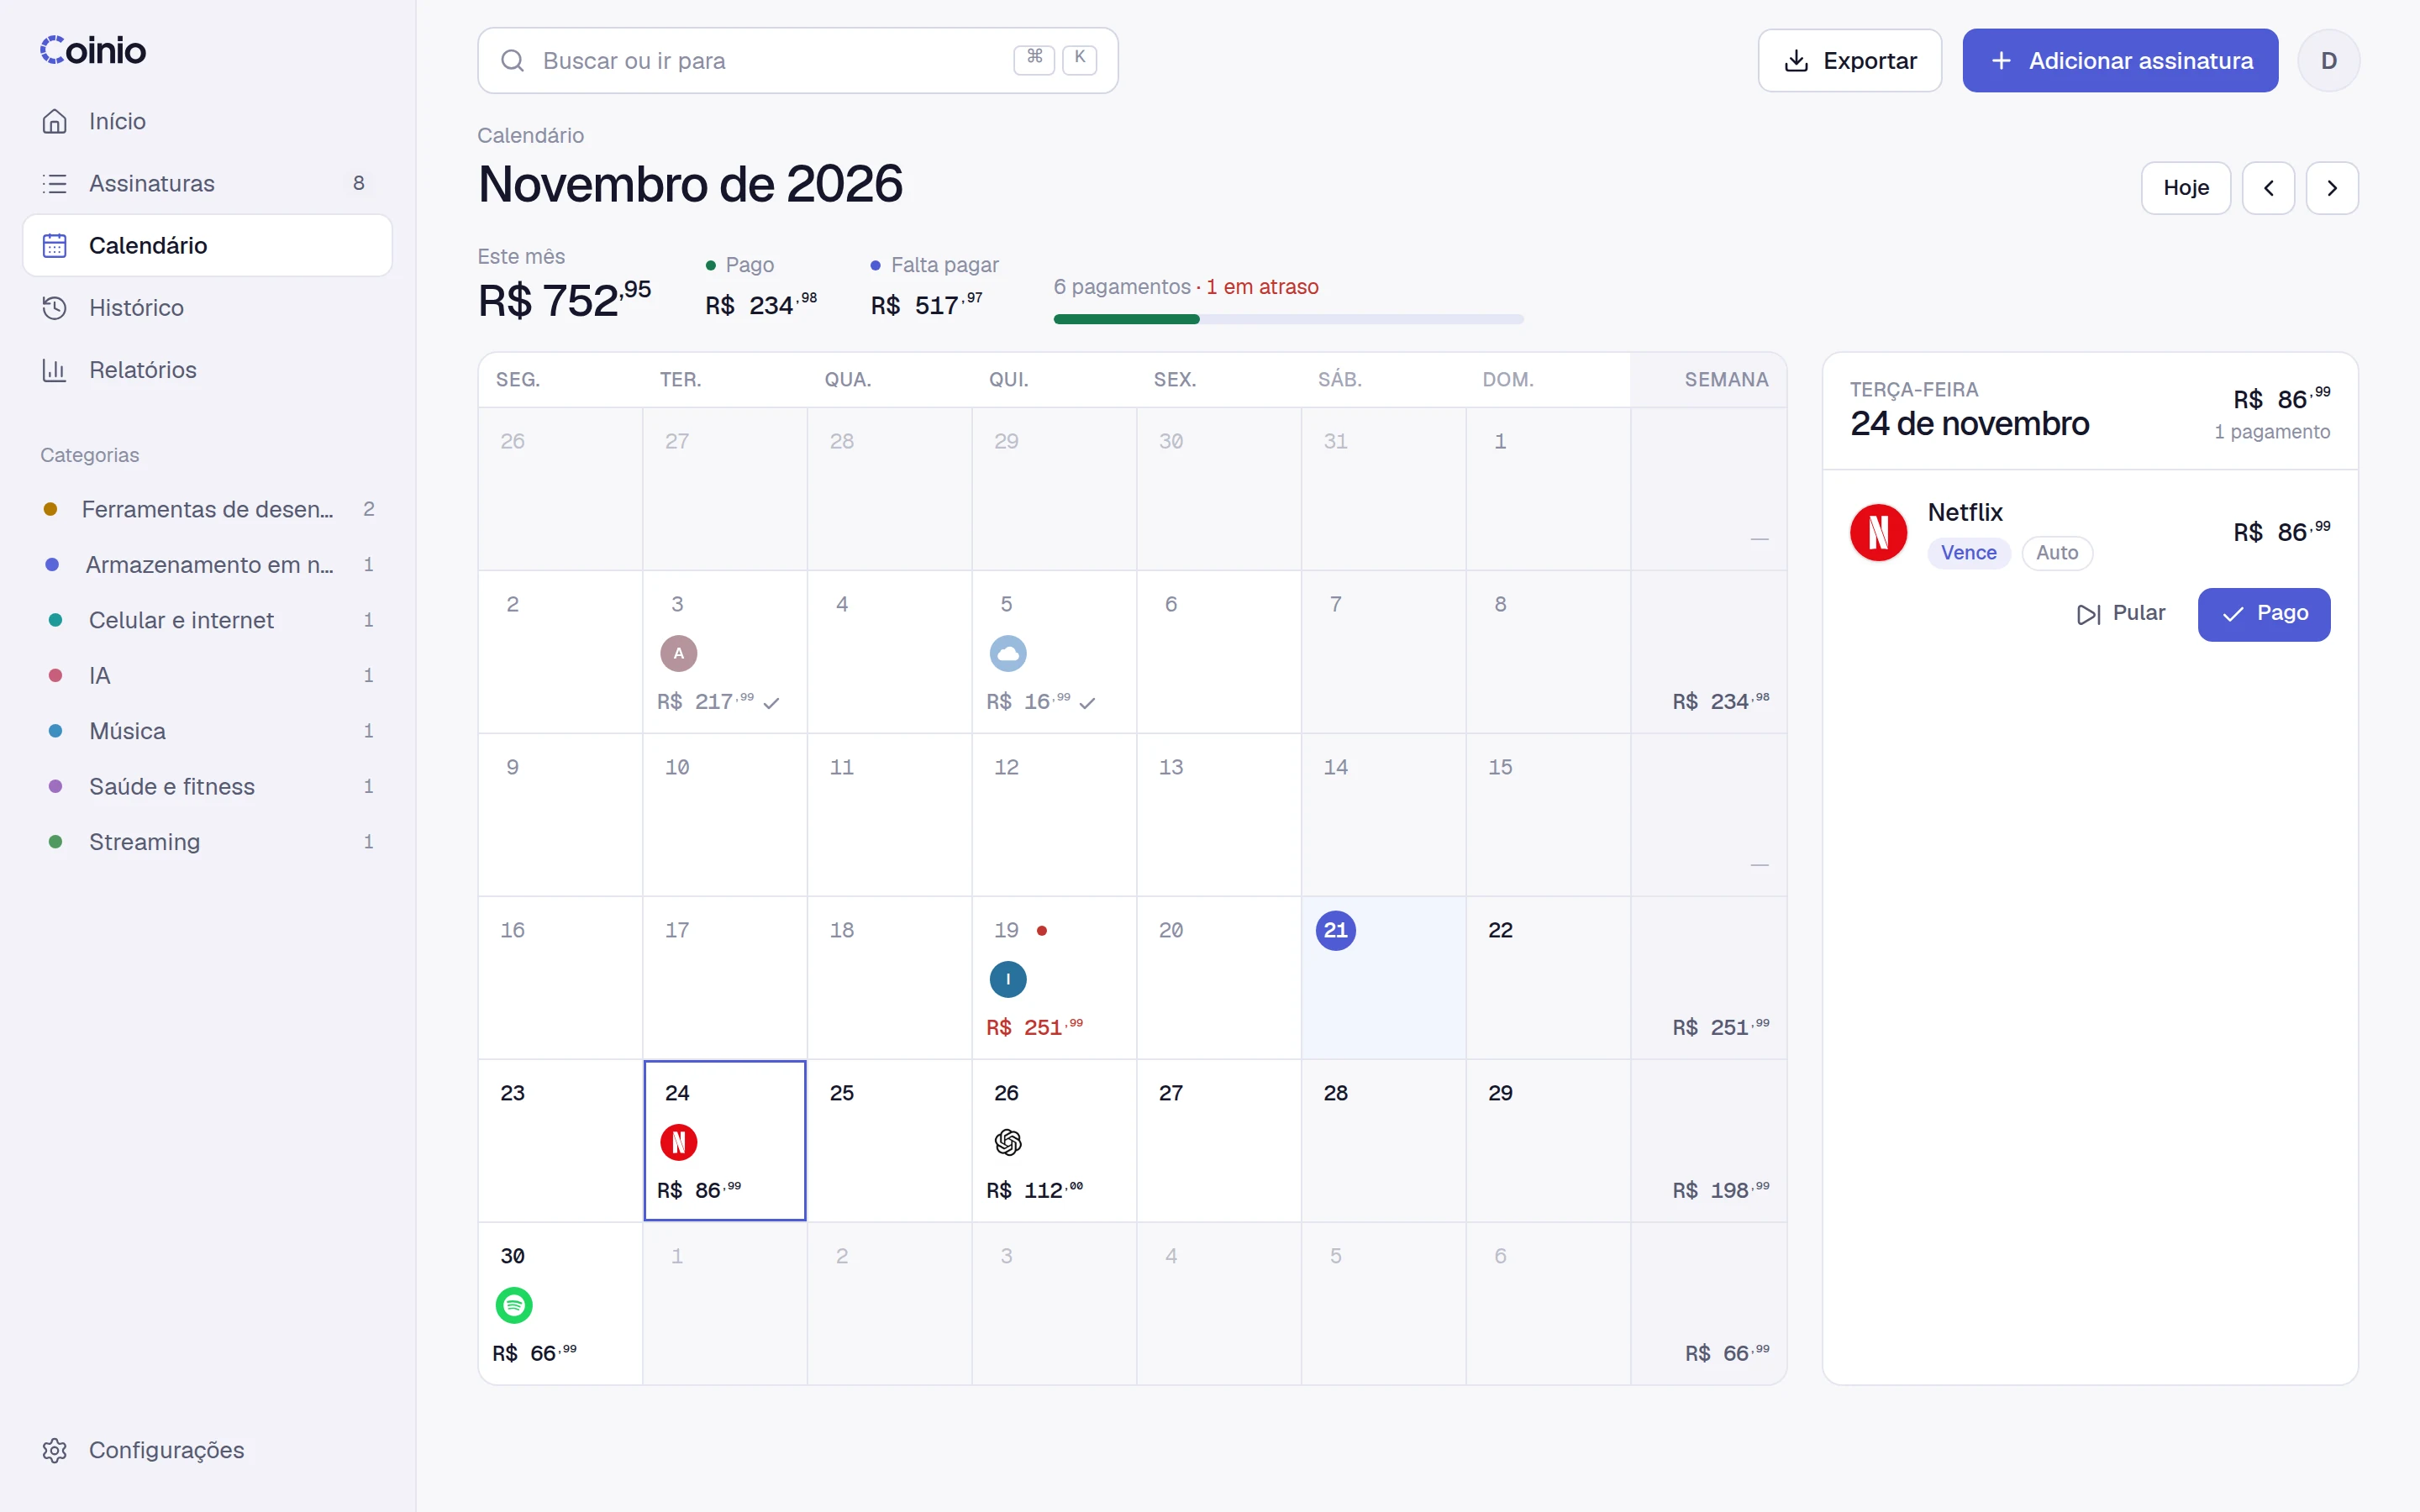 Coinio
Início
Assinaturas 8
Calendário
Histórico
Relatórios
Categorias
Ferramentas de desen... 2
Armazenamento em n... 1
Celular e internet 1
IA 1
Música 1
Saúde e fitness 1
Streaming 1
Configurações
Buscar ou ir para ⌘ K
Exportar
+ Adicionar assinatura
D
Calendário
Novembro de 2026
Hoje
Este mês
R$ 752,95
Pago
R$ 234,98
Falta pagar
R$ 517,97
6 pagamentos · 1 em atraso
SEG. TER. QUA. QUI. SEX. SÁB. DOM. SEMANA
26 27 28 29 30 31 1
—
2 3 4 5 6 7 8
A
R$ 217,99 R$ 16,99 R$ 234,98
9 10 11 12 13 14 15
—
16 17 18 19 20 21 22
I
R$ 251,99 R$ 251,99
23 24 25 26 27 28 29
N
R$ 86,99 R$ 112,00 R$ 198,99
30 1 2 3 4 5 6
R$ 66,99 R$ 66,99
TERÇA-FEIRA
24 de novembro
R$ 86,99
1 pagamento
N
Netflix
Vence Auto
R$ 86,99
Pular
Pago